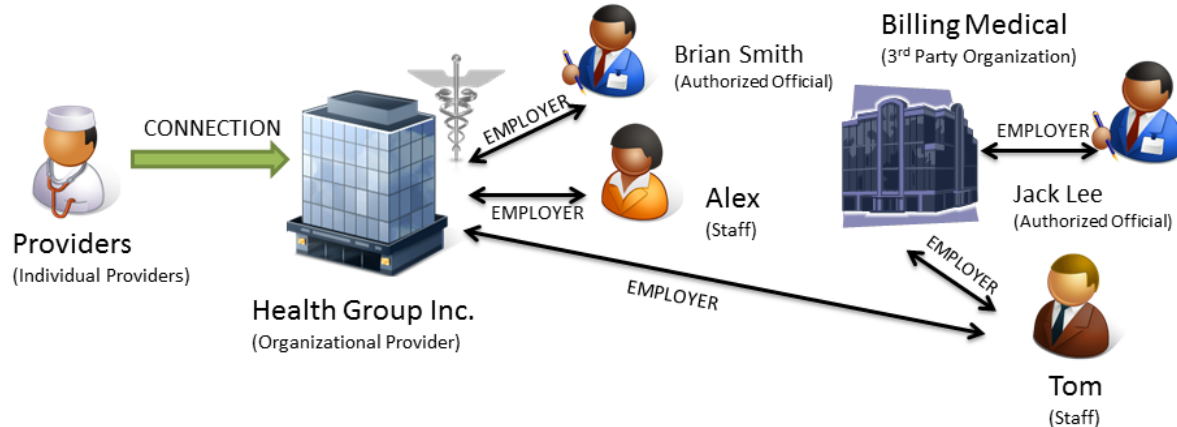 CONNECTION
Providers
(Individual Providers)
Health Group Inc.
(Organizational Provider)
EMPLOYER
Brian Smith
(Authorized Official)
EMPLOYER
Alex
(Staff)
EMPLOYER
Billing Medical
(3rd Party Organization)
EMPLOYER
Jack Lee
(Authorized Official)
EMPLOYER
Tom
(Staff)